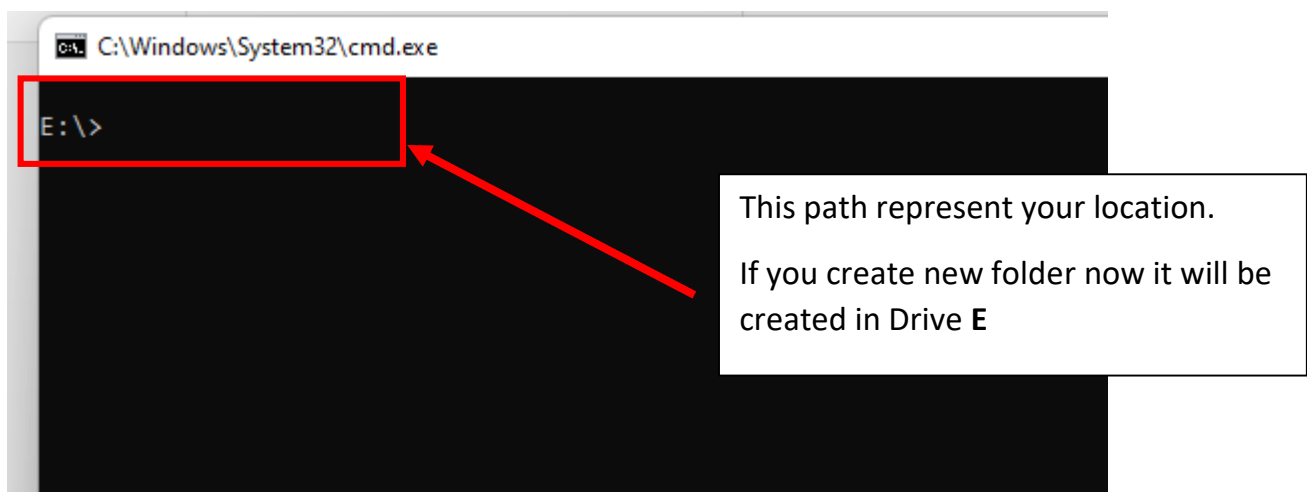 C:\Windows\System32\cmd.exe
E:\>
This path represent your location.
If you create new folder now it will be
created in Drive E